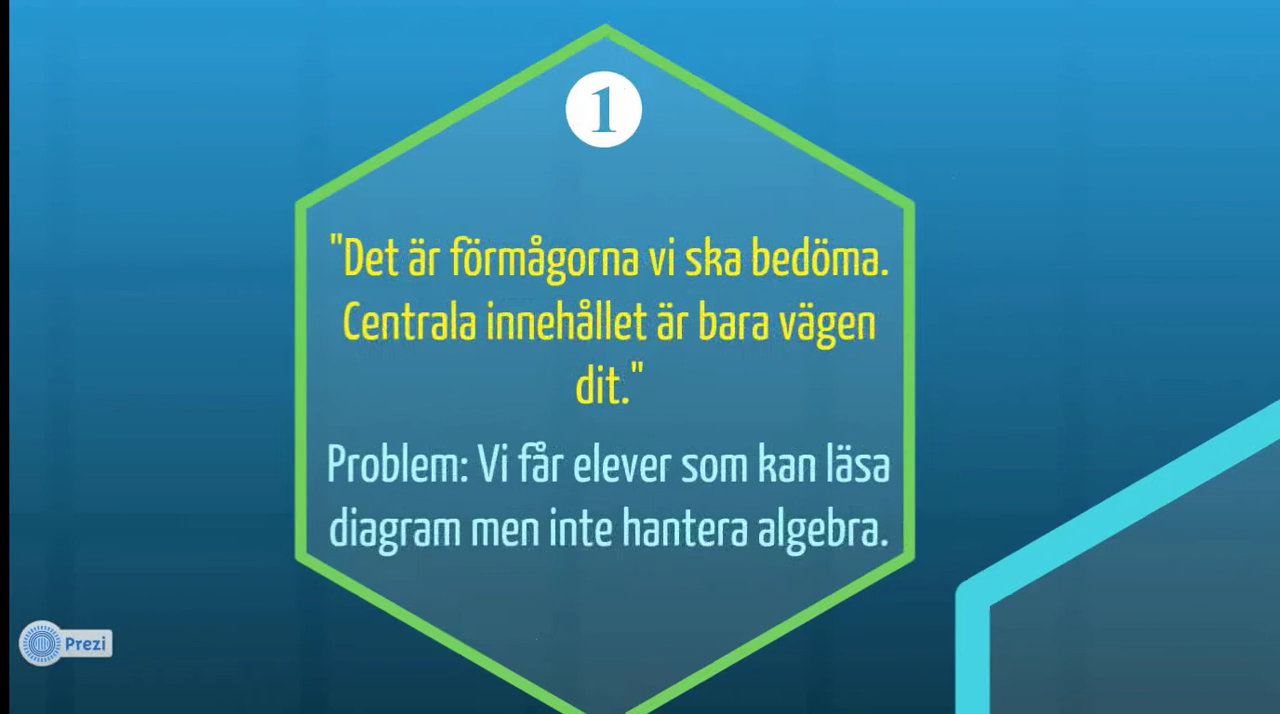 1
"Det är förmågorna vi ska bedöma.
Centrala innehållet är bara vägen
dit."
Problem: Vi får elever som kan läsa
diagram men inte hantera algebra.
Prezi